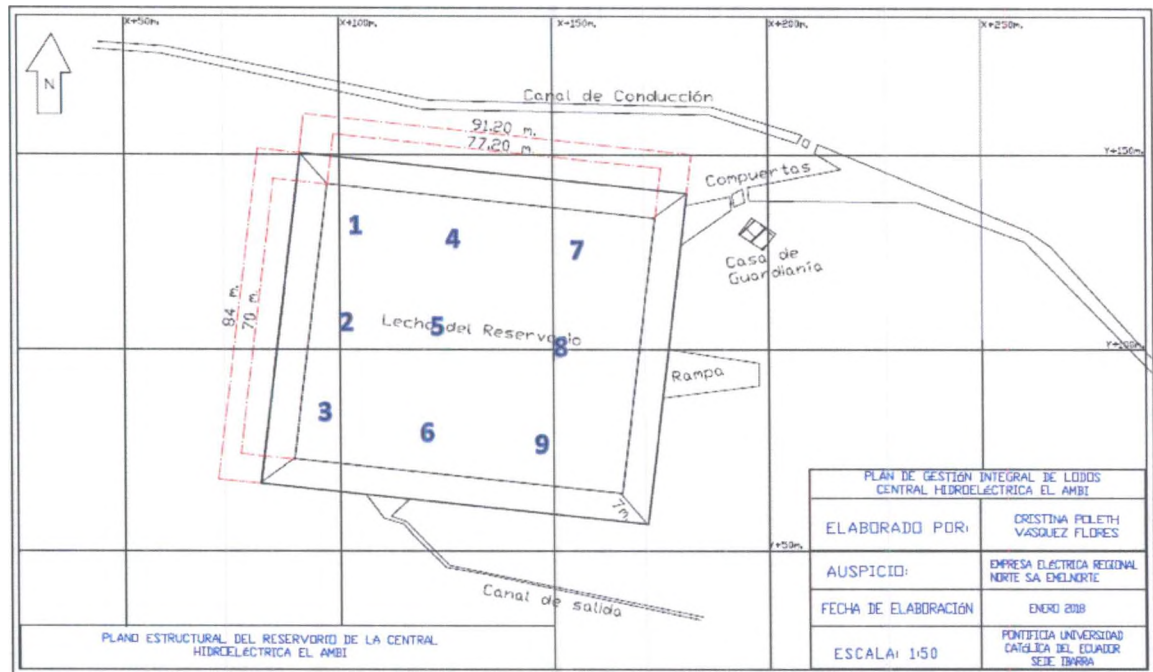 X+50m.
X+100m.
X+150m.
X+200m.
X+250m.
N
Canal de Conducción
91,20 m.
77,20 m.
Y+150m.
Compuertas
1
4
7
Casa de
Guardianía
84 m.
70 m.
2
Lecho del Reservorio
5
8
Y+100m.
Rampa
3
6
9
7m.
Y+50m.
Canal de salida
PLAN DE GESTIÓN INTEGRAL DE LODOS
CENTRAL HIDROELÉCTRICA EL AMBI
ELABORADO POR:
CRISTINA POLETH
VASQUEZ FLORES
AUSPICIO:
EMPRESA ELÉCTRICA REGIONAL
NORTE SA EMELNORTE
FECHA DE ELABORACIÓN
ENERO 2018
ESCALA: 1:50
PONTIFICIA UNIVERSIDAD
CATÓLICA DEL ECUADOR
SEDE IBARRA
PLANO ESTRUCTURAL DEL RESERVORIO DE LA CENTRAL
HIDROELÉCTRICA EL AMBI